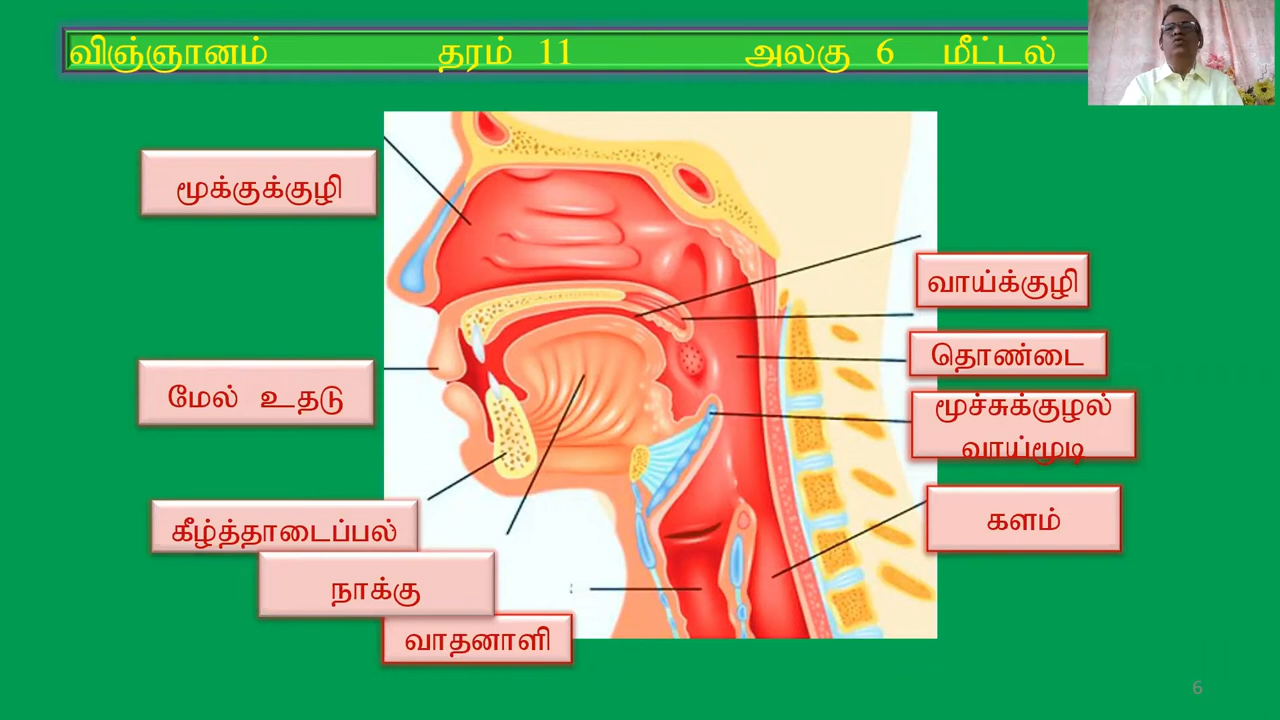 விஞ்ஞானம் தரம் 11 அலகு 6 மீட்டல்
மூக்குக்குழி
வாய்க்குழி
தொண்டை
மேல் உதடு
மூச்சுக்குழல்
வாய்மூடி
களம்
கீழ்த்தாடைப்பல்
நாக்கு
வாதனாளி
6